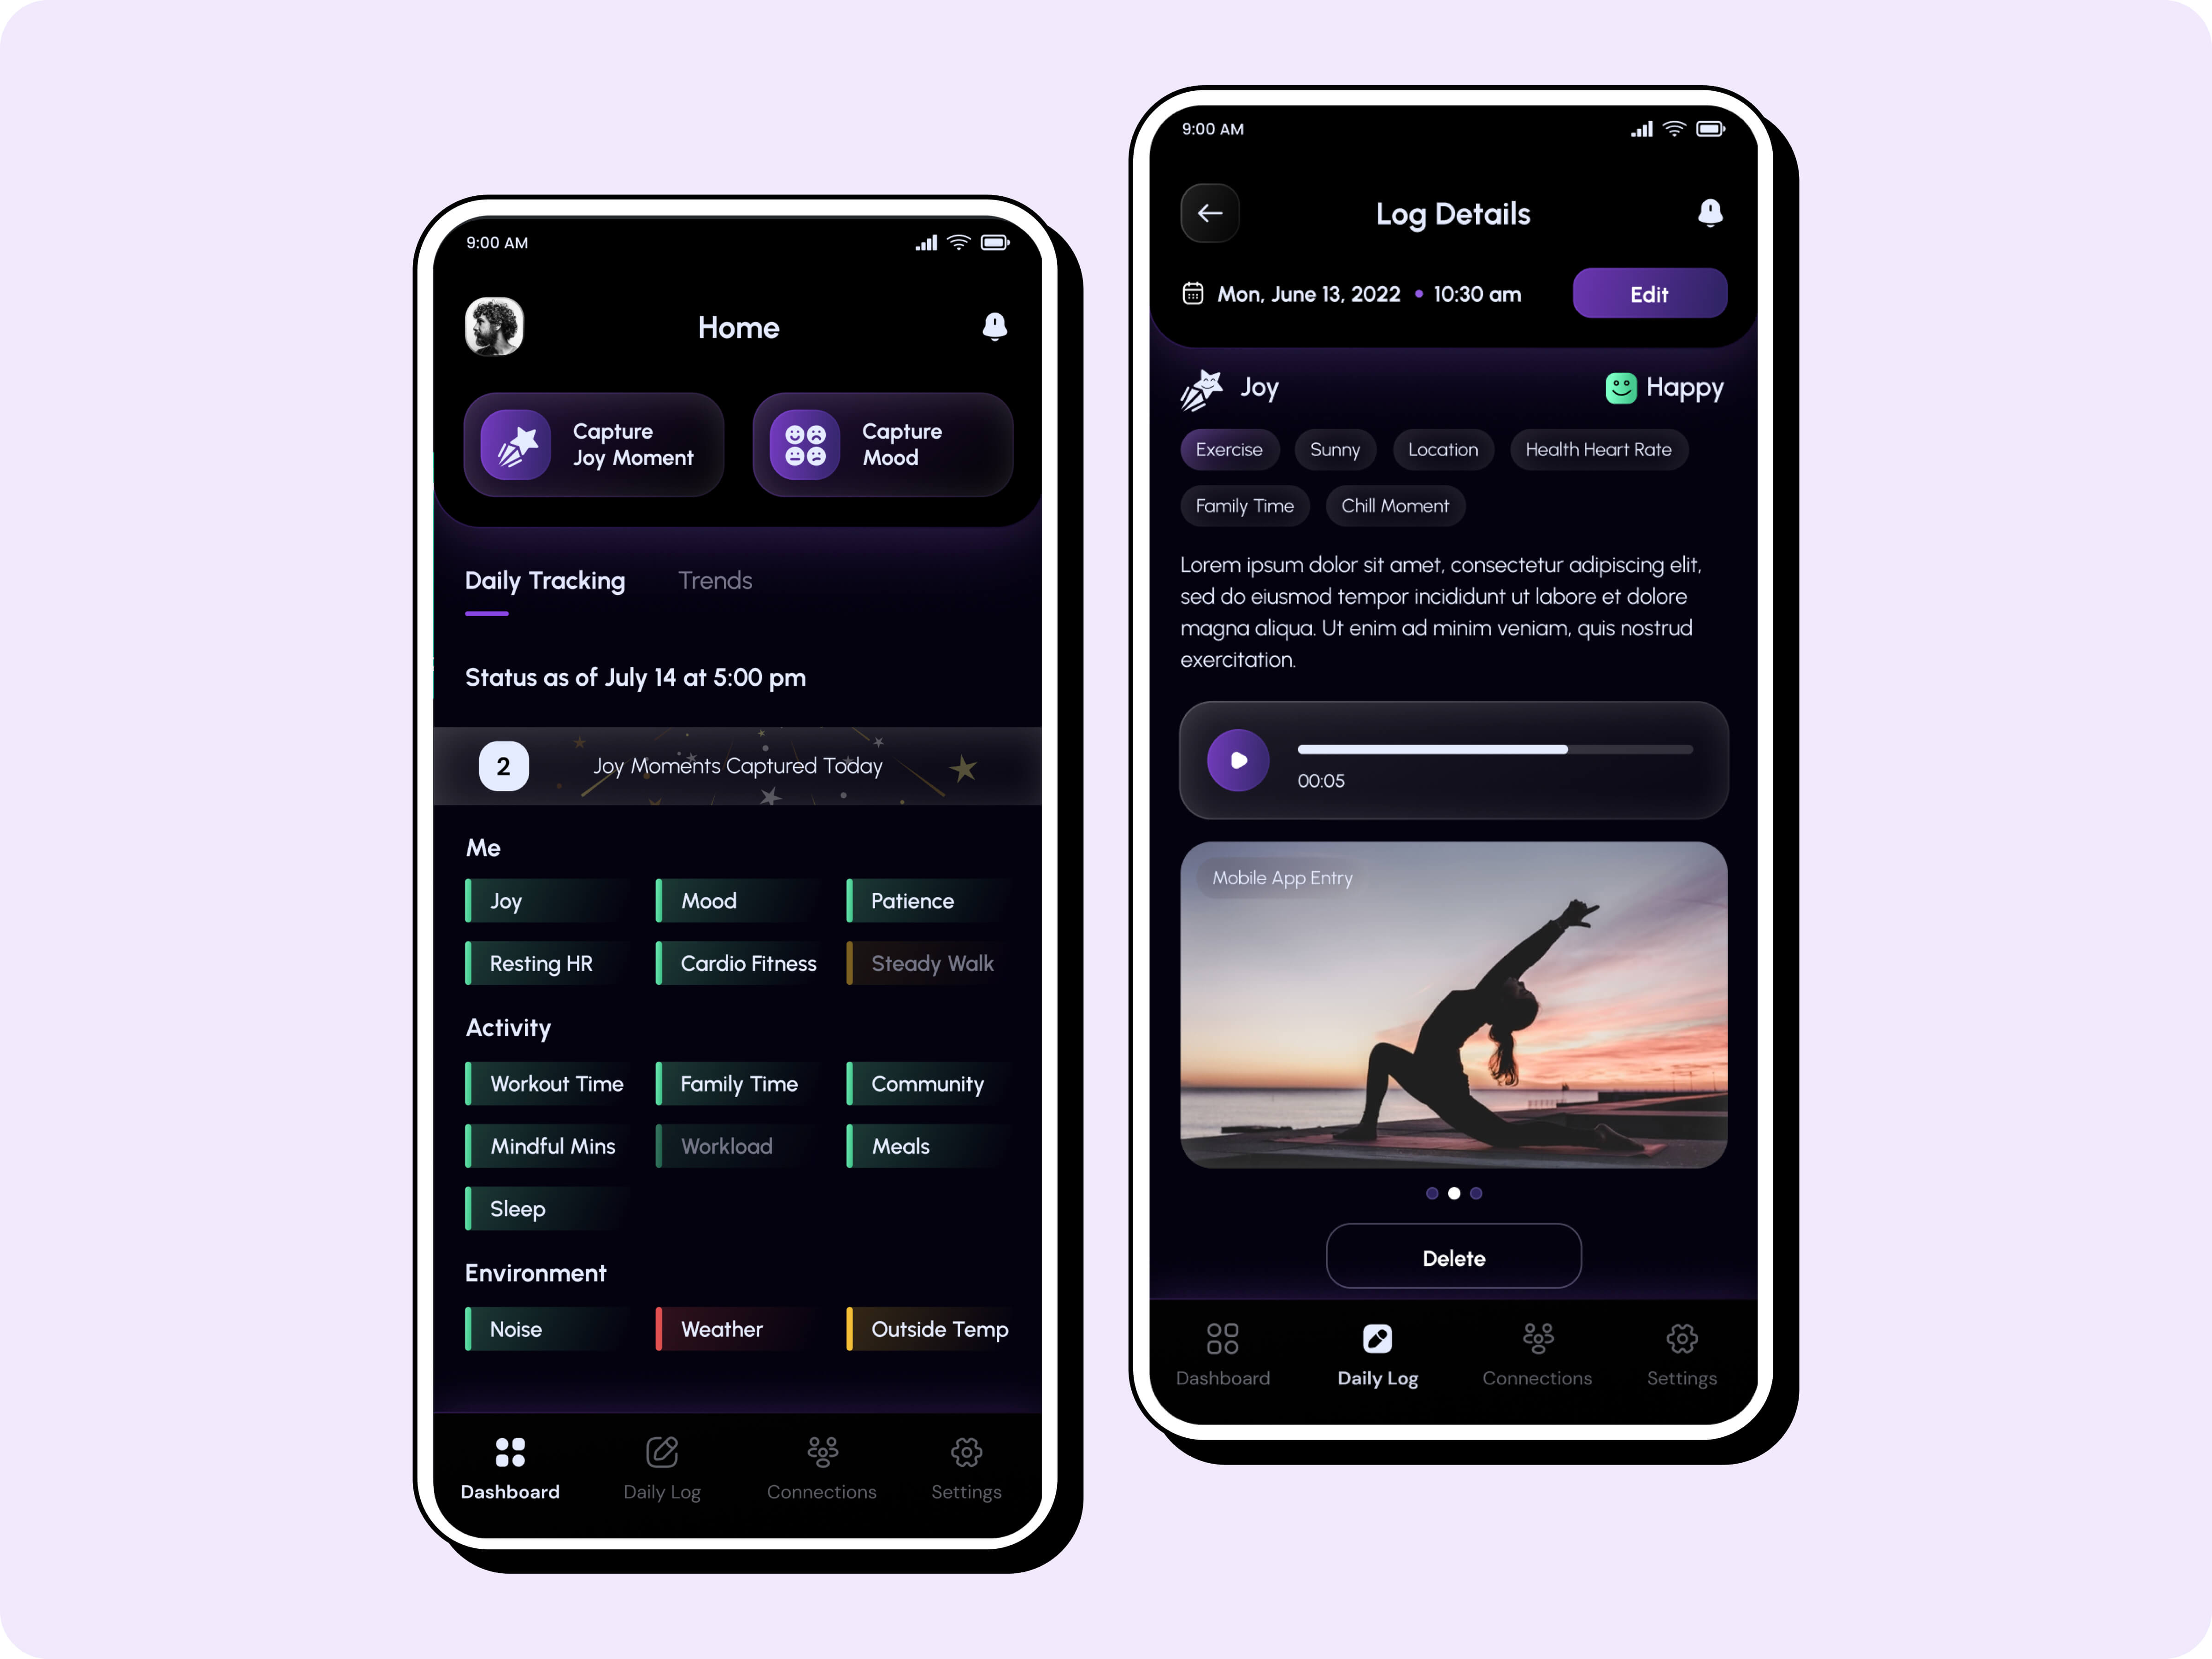 9:00 AM
Home
Capture
Joy Moment
Capture
Mood
Daily Tracking
Trends
Status as of July 14 at 5:00 pm
2
Joy Moments Captured Today
Me
Joy
Mood
Patience
Resting HR
Cardio Fitness
Steady Walk
Activity
Workout Time
Family Time
Community
Mindful Mins
Workload
Meals
Sleep
Environment
Noise
Weather
Outside Temp
Dashboard
Daily Log
Connections
Settings
9:00 AM
Log Details
Mon, June 13, 2022 • 10:30 am
Edit
Joy
Happy
Exercise
Sunny
Location
Health Heart Rate
Family Time
Chill Moment
Lorem ipsum dolor sit amet, consectetur adipiscing elit,
sed do eiusmod tempor incididunt ut labore et dolore
magna aliqua. Ut enim ad minim veniam, quis nostrud
exercitation.
00:05
Mobile App Entry
Delete
Dashboard
Daily Log
Connections
Settings